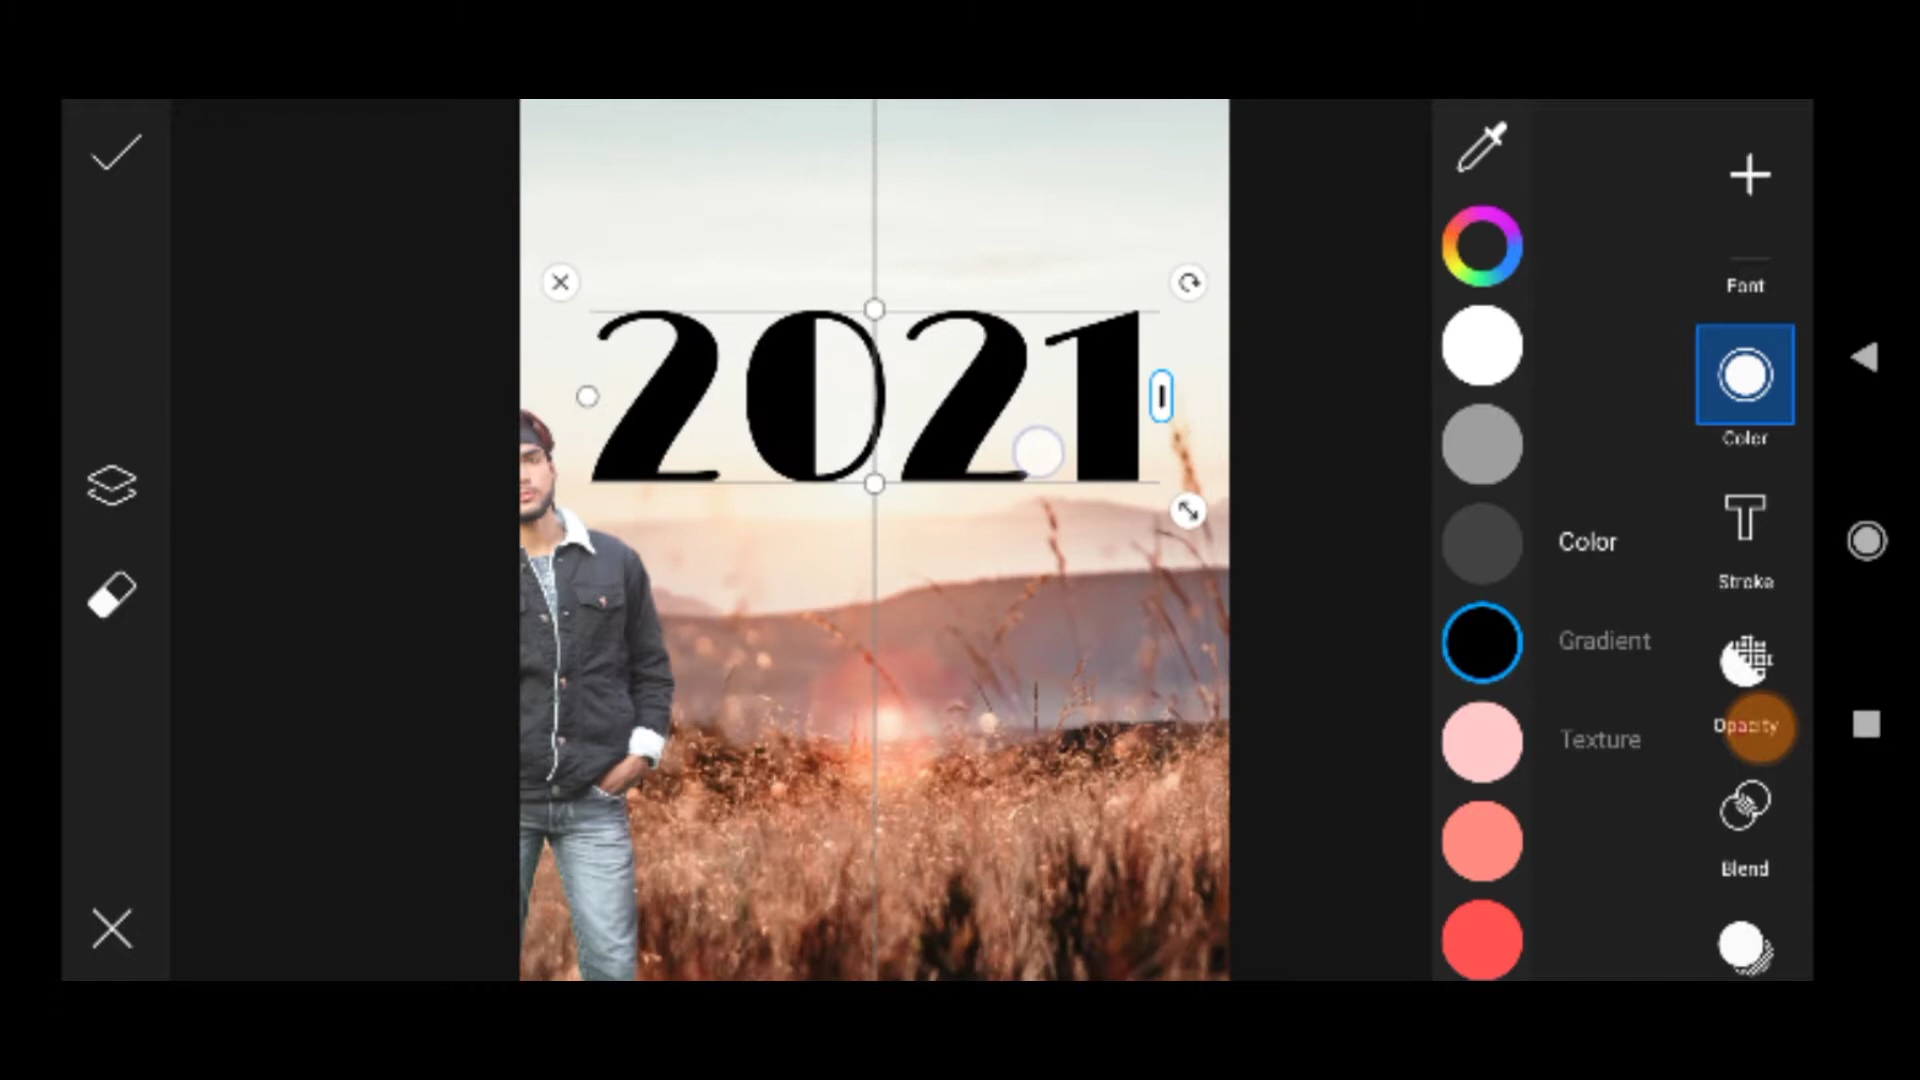 2021
Font
Color
Stroke
Color
Gradient
Opacity
Texture
Blend